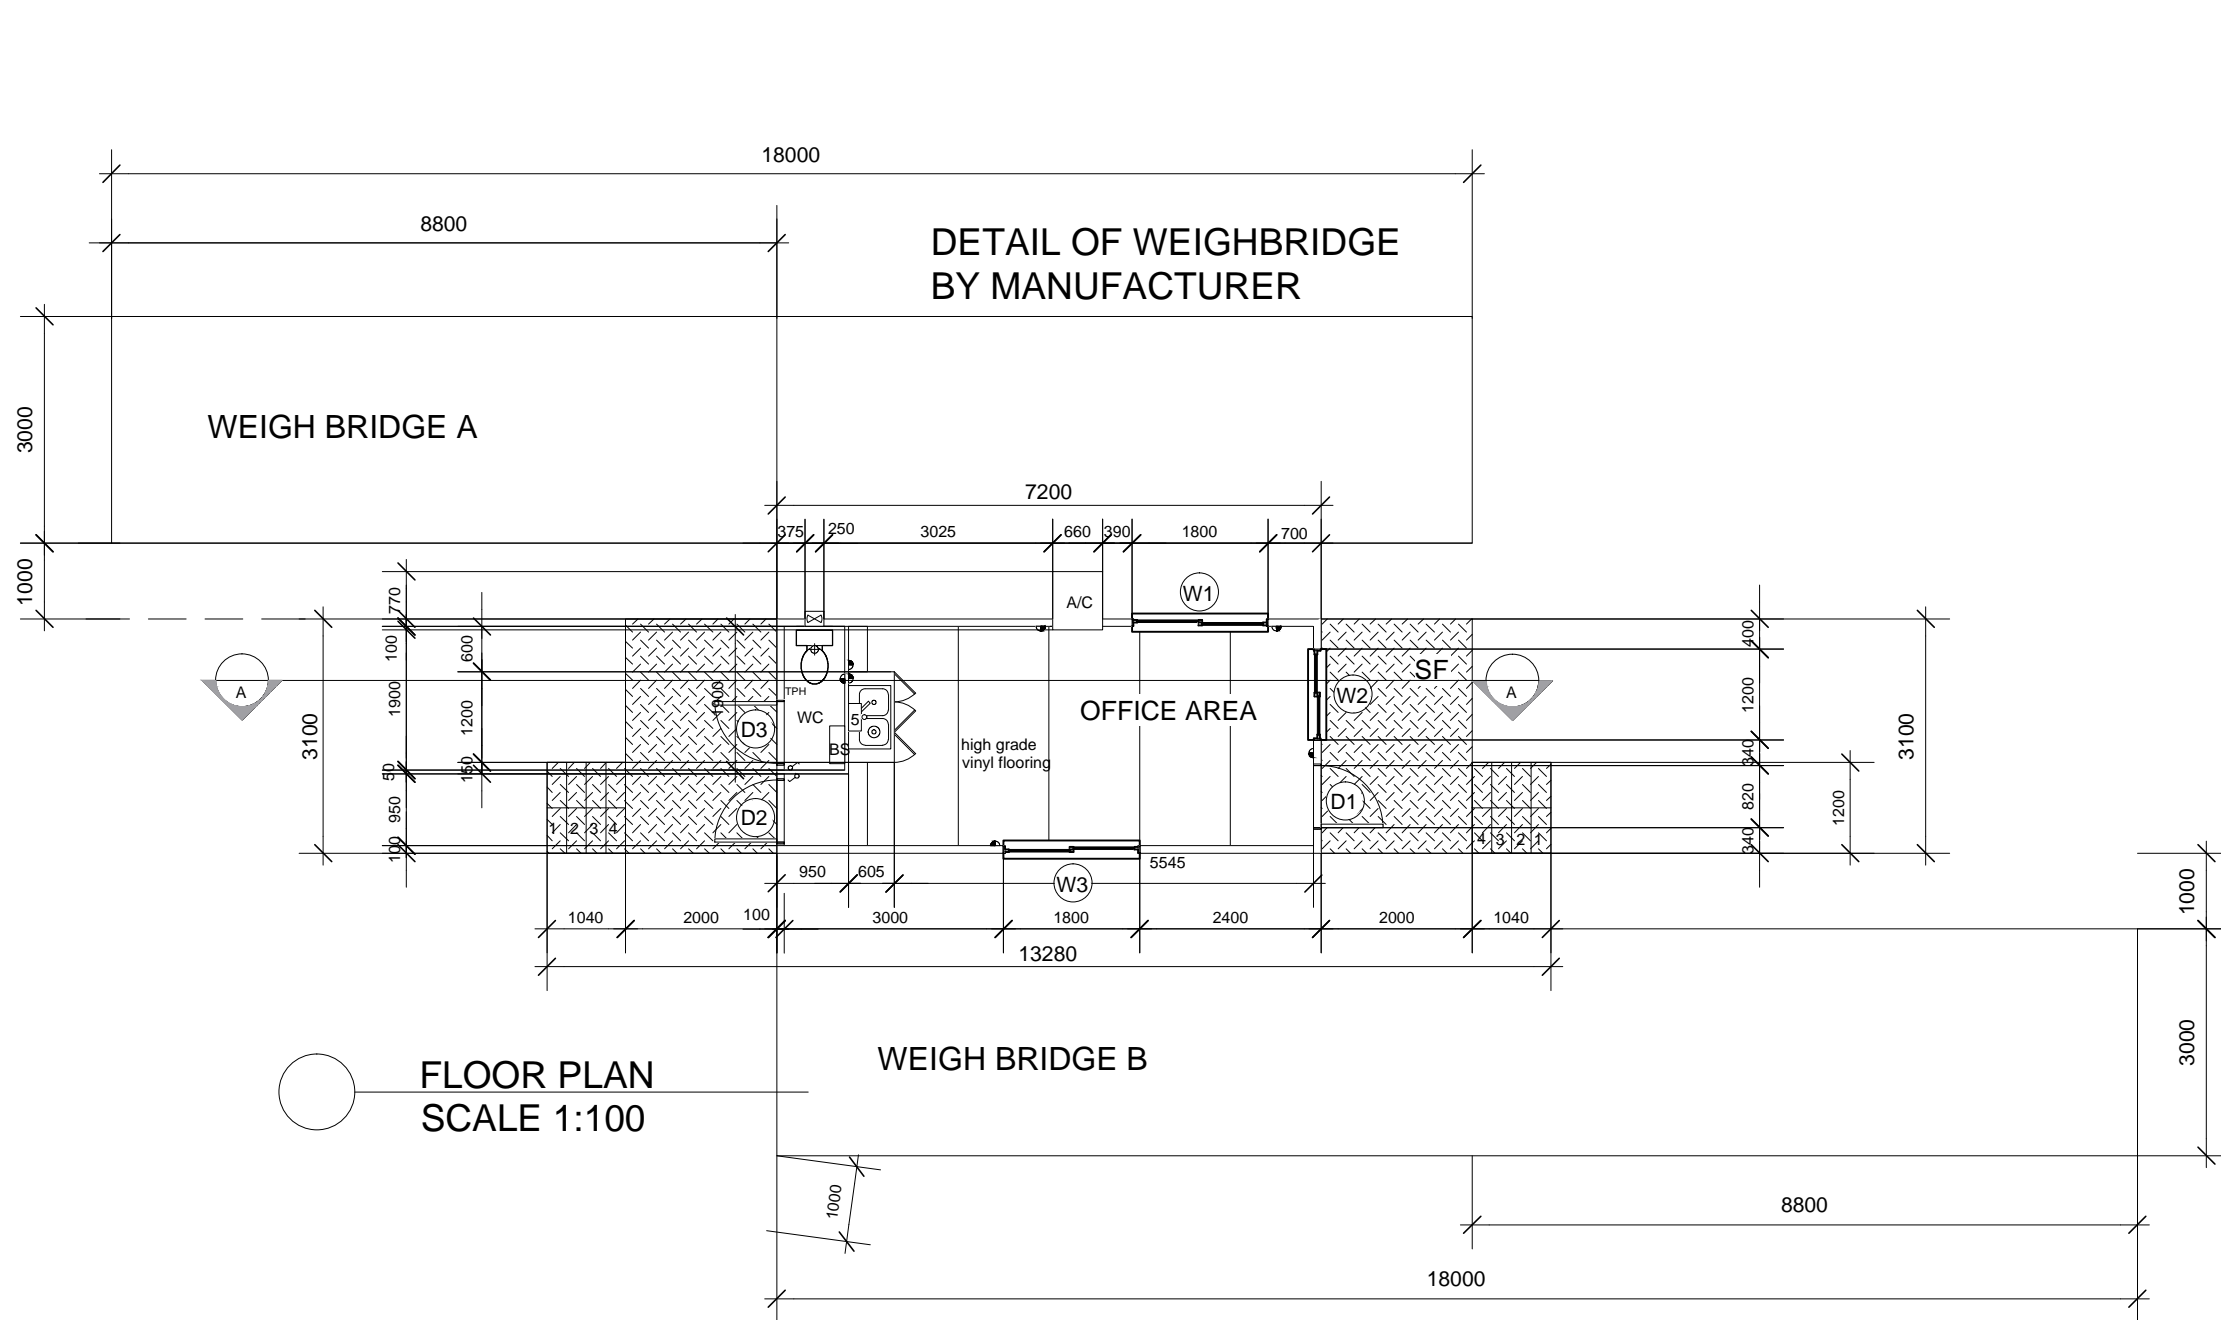 18000
8800
DETAIL OF WEIGHBRIDGE
BY MANUFACTURER
3000
WEIGH BRIDGE A
7200
375
250
3025
660
390
1800
700
1000
770
A/C
W1
100
600
400
SF
A
A
1900
1900
TPH
W2
1200
1200
WC
5
OFFICE AREA
D3
3100
3100
BS
high grade
vinyl flooring
340
50
150
950
D2
D1
820
1200
1 2 3 4
4 3 2 1
100
340
5545
950
605
W3
1000
1040
2000
100
3000
1800
2400
2000
1040
13280
WEIGH BRIDGE B
3000
FLOOR PLAN
SCALE 1:100
1000
8800
18000